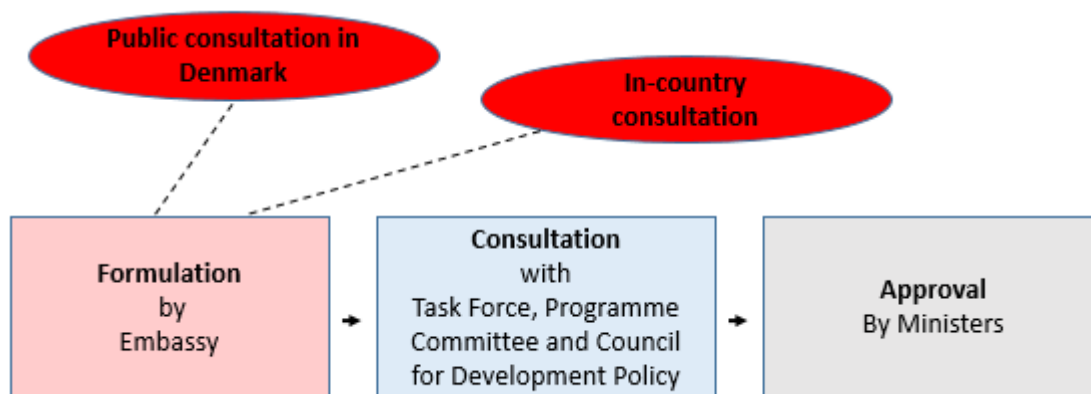 Public consultation in
Denmark
In-country
consultation
Formulation
by
Embassy
Consultation
with
Task Force, Programme
Committee and Council
for Development Policy
Approval
By Ministers